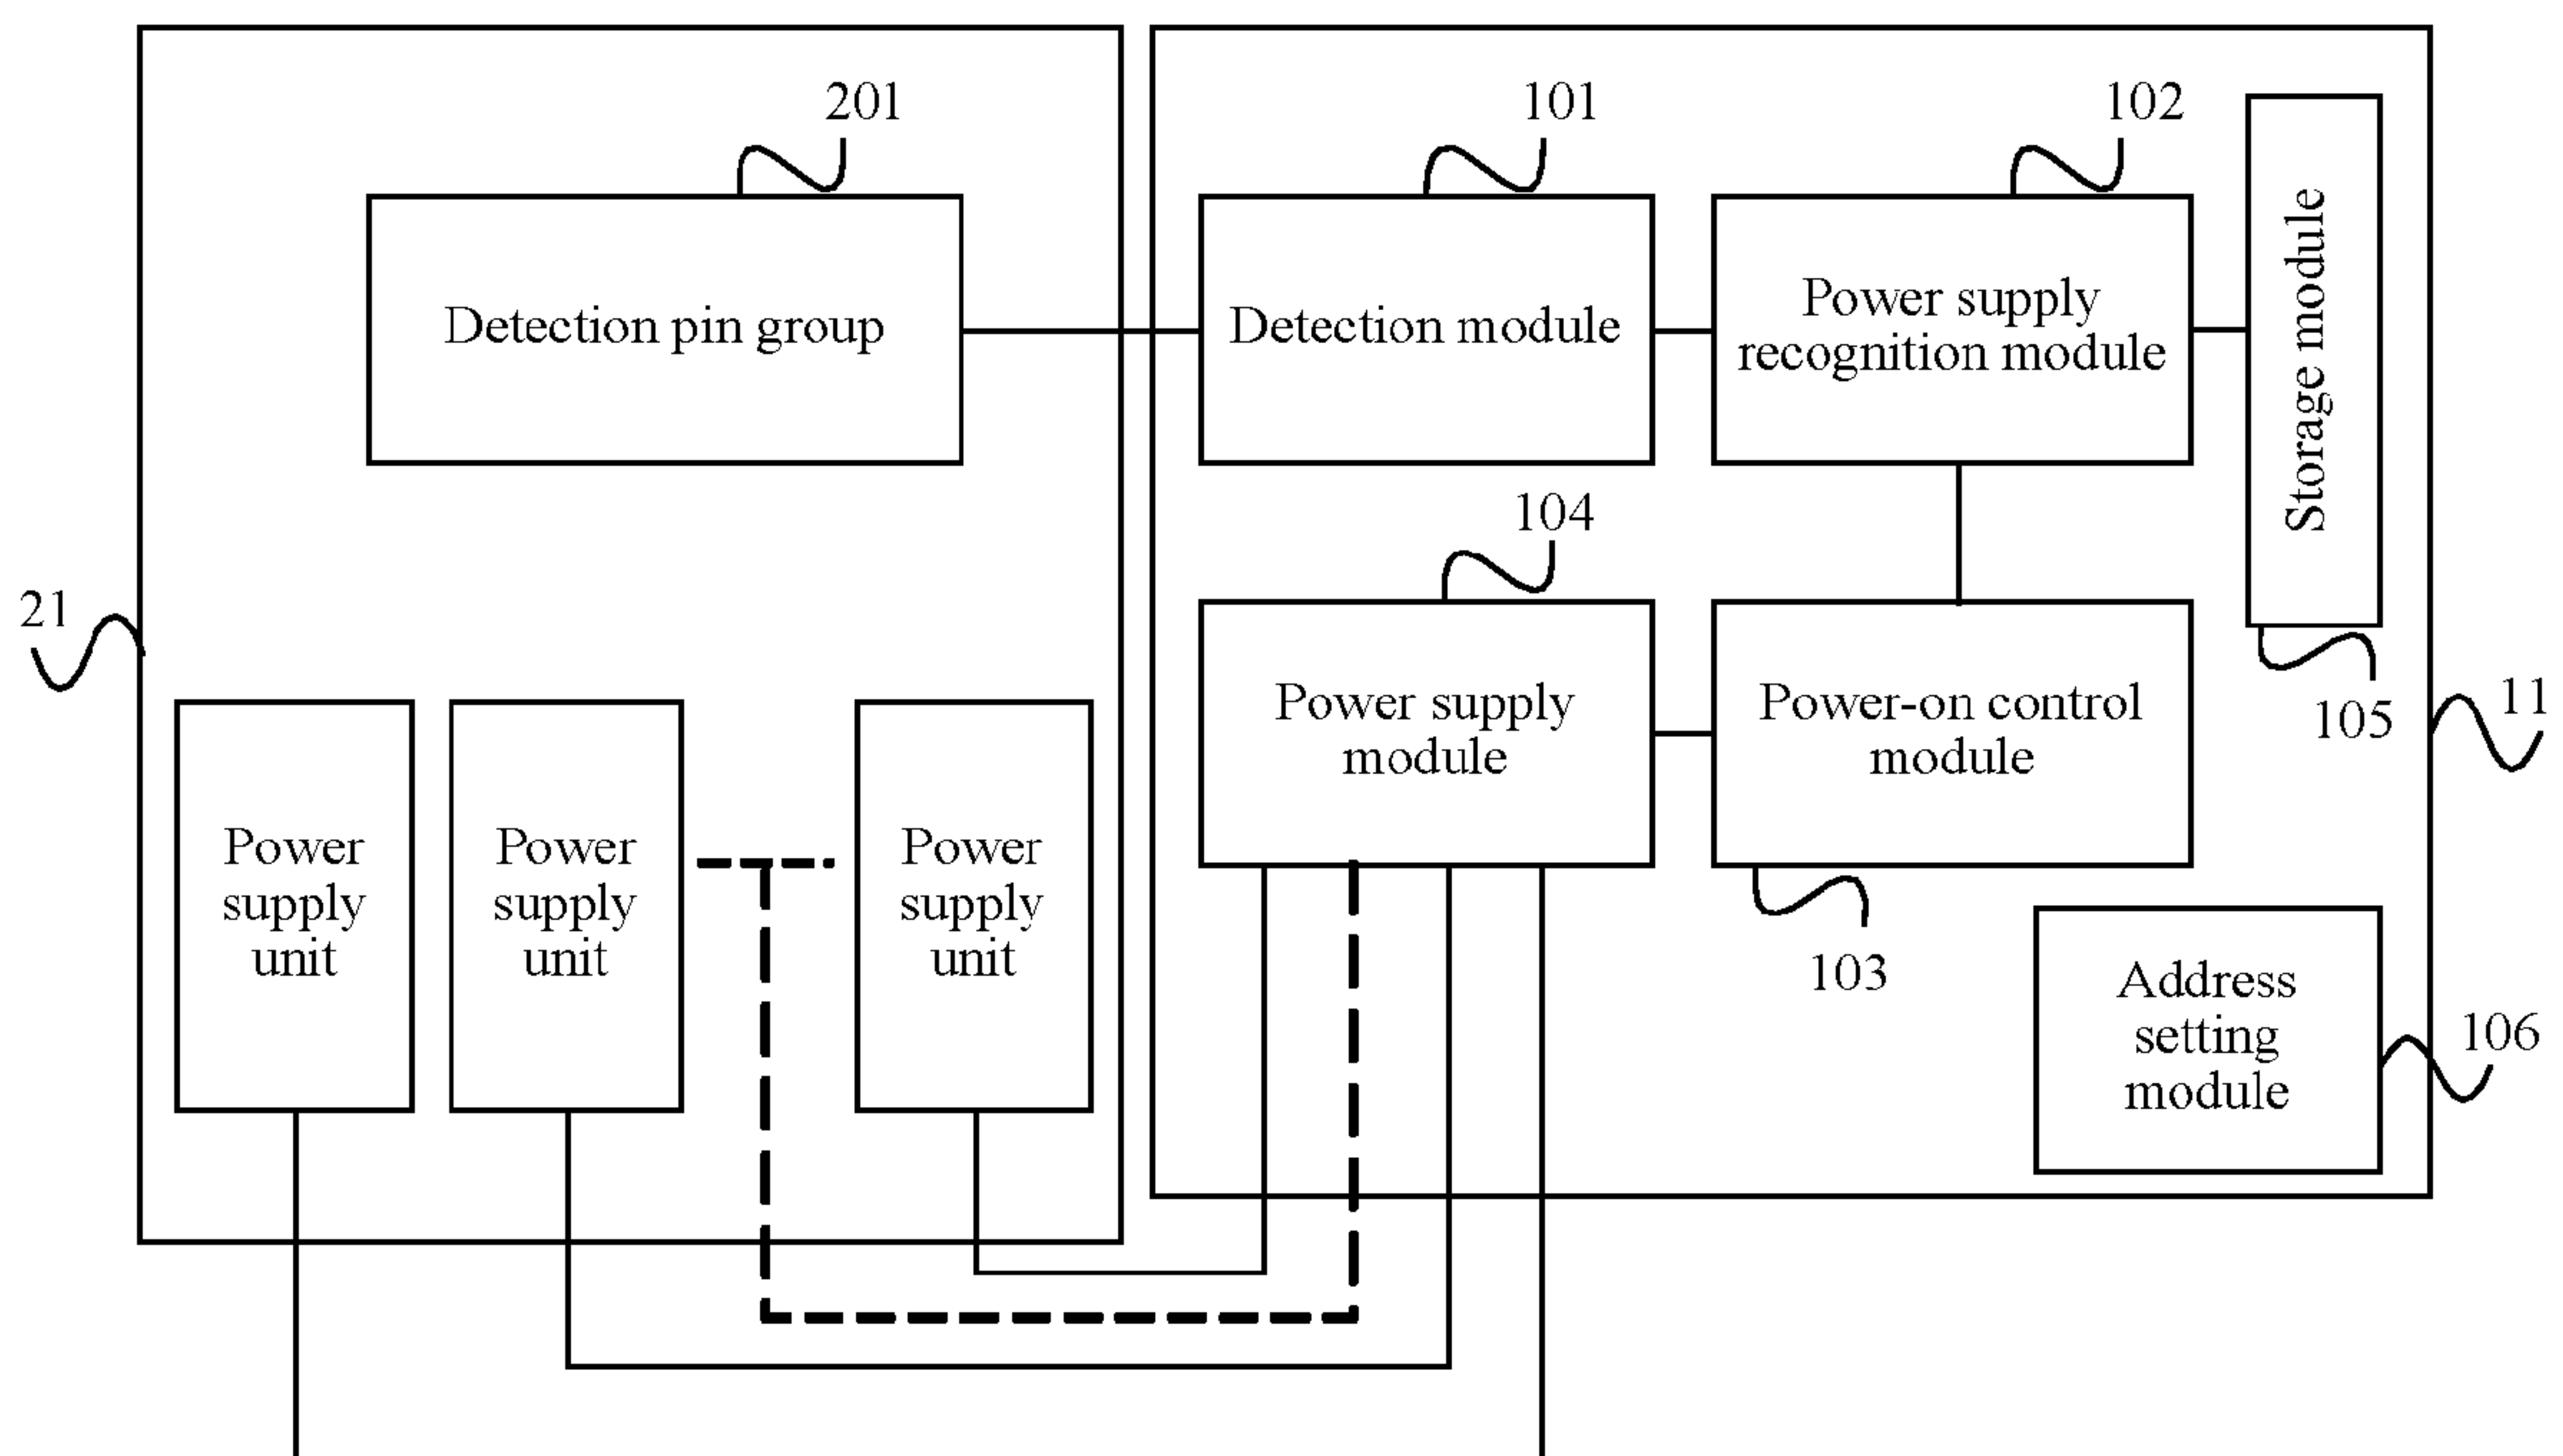 201
101
102
Detection pin group
Detection module
Power supply
recognition module
Storage module
104
21
105
11
Power supply
module
Power-on control
module
Power
supply
unit
Power
supply
unit
Power
supply
unit
103
Address
setting
module
106